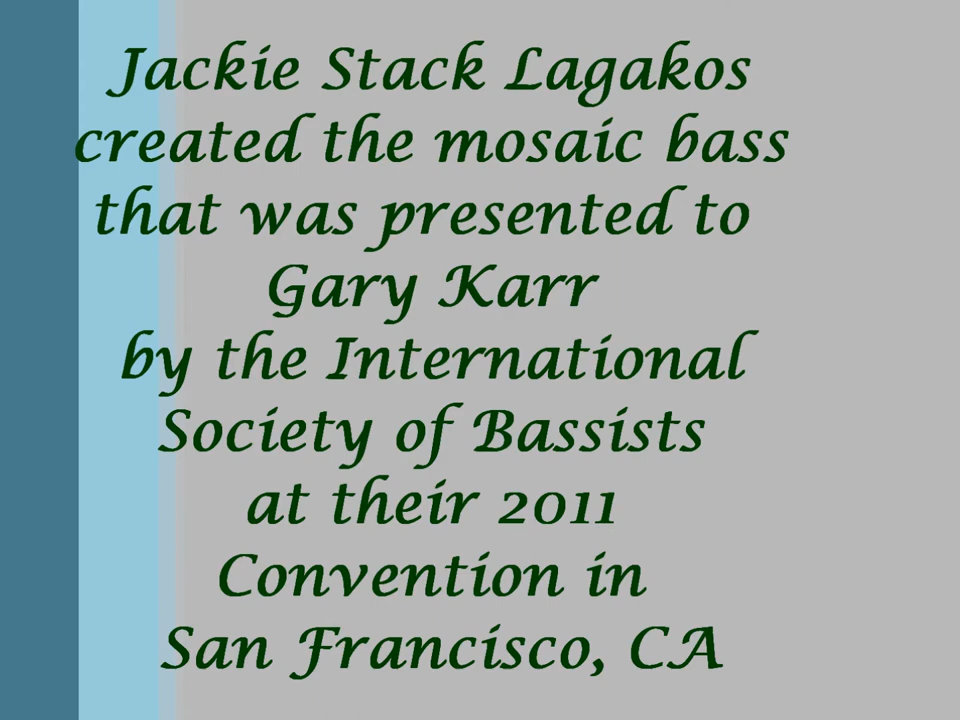 Jackie Stack Lagakos
created the mosaic bass
that was presented to
Gary Karr
by the International
Society of Bassists
at their 2011
Convention in
San Francisco, CA